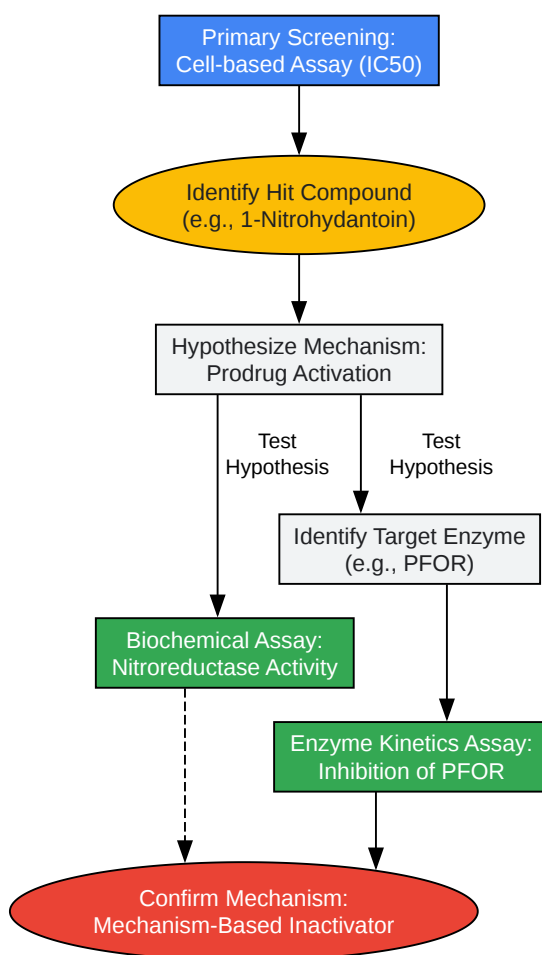 Primary Screening:
Cell-based Assay (IC50)
Identify Hit Compound
(e.g., 1-Nitrohydantoin)
Hypothesize Mechanism:
Prodrug Activation
Test
Hypothesis
Test
Hypothesis
Identify Target Enzyme
(e.g., PFOR)
Biochemical Assay:
Nitroreductase Activity
Enzyme Kinetics Assay:
Inhibition of PFOR
Confirm Mechanism:
Mechanism-Based Inactivator